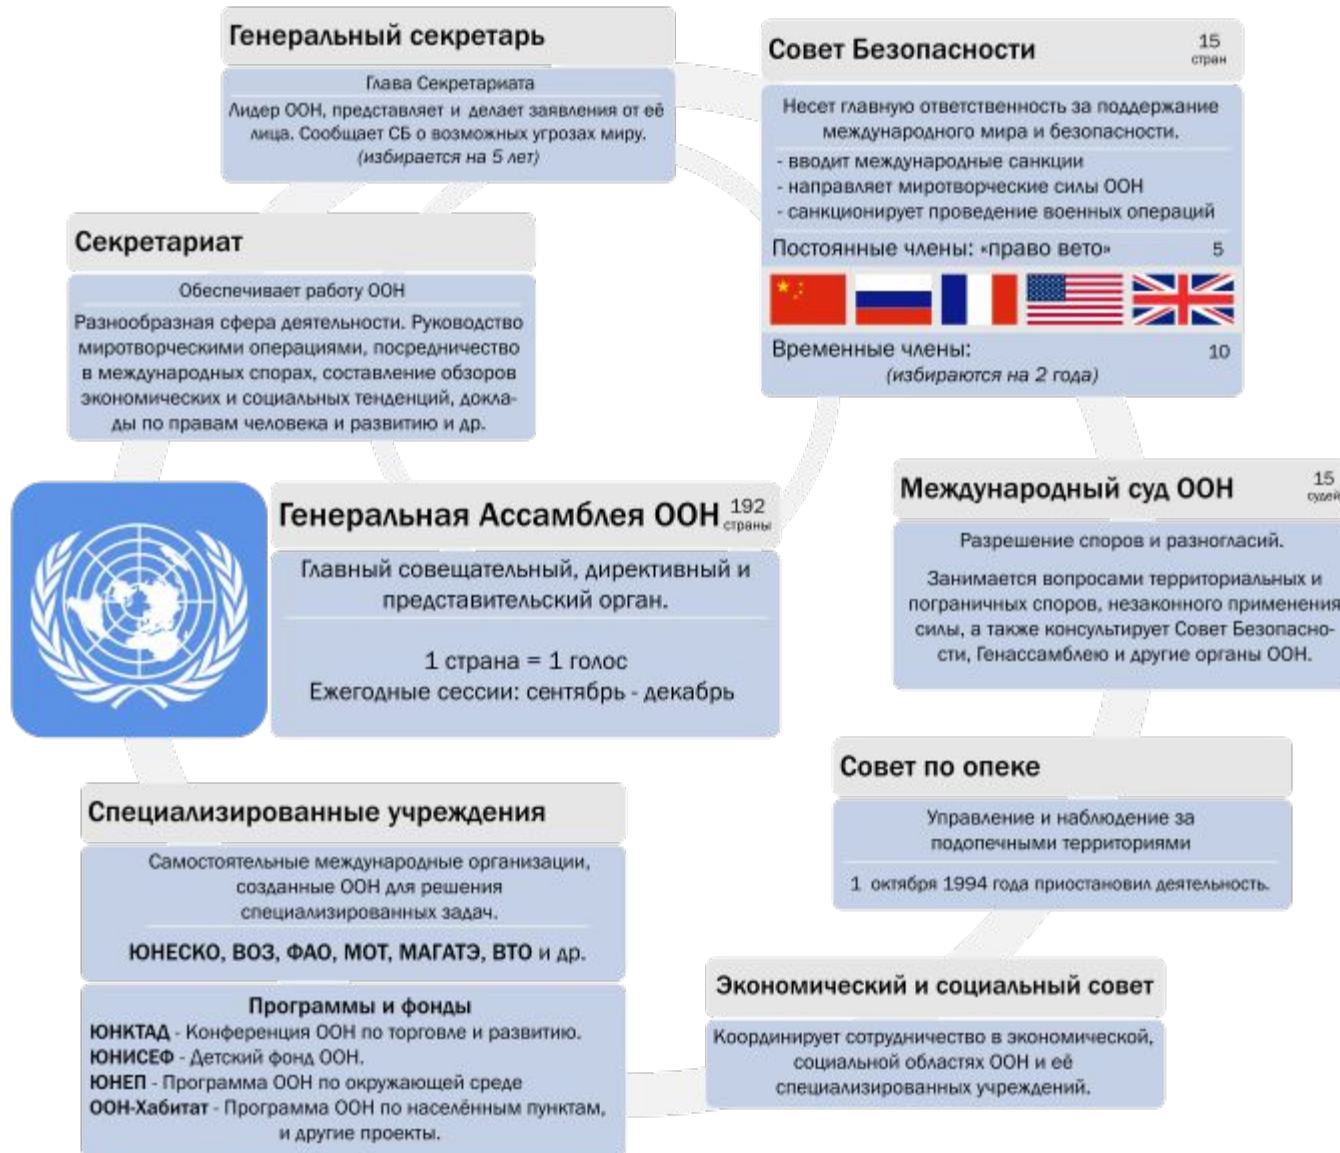 Генеральный секретарь
Глава Секретариата
Лидер ООН, представляет и делает заявления от её
лица. Сообщает СБ о возможных угрозах миру.
(избирается на 5 лет)
Совет Безопасности
15
стран
Несет главную ответственность за поддержание
международного мира и безопасности.
- вводит международные санкции
- направляет миротворческие силы ООН
- санкционирует проведение военных операций
Постоянные члены: «право вето» 5
Временные члены: 10
(избираются на 2 года)
Секретариат
Обеспечивает работу ООН
Разнообразная сфера деятельности. Руководство
миротворческими операциями, посредничество
в международных спорах, составление обзоров
экономических и социальных тенденций, докла-
ды по правам человека и развитию и др.
Генеральная Ассамблея ООН
192
страны
Главный совещательный, директивный и
представительский орган.
1 страна = 1 голос
Ежегодные сессии: сентябрь - декабрь
Международный суд ООН
15
судей
Разрешение споров и разногласий.
Занимается вопросами территориальных и
пограничных споров, незаконного применения
силы, а также консультирует Совет Безопасно-
сти, Генассамблею и другие органы ООН.
Совет по опеке
Управление и наблюдение за
подопечными территориями
1 октября 1994 года приостановил деятельность.
Специализированные учреждения
Самостоятельные международные организации,
созданные ООН для решения
специализированных задач.
ЮНЕСКО, ВОЗ, ФАО, МОТ, МАГАТЭ, ВТО и др.
Программы и фонды
ЮНКТАД - Конференция ООН по торговле и развитию.
ЮНИСЕФ - Детский фонд ООН.
ЮНЕП - Программа ООН по окружающей среде
ООН-Хабитат - Программа ООН по населённым пунктам,
и другие проекты.
Экономический и социальный совет
Координирует сотрудничество в экономической,
социальной областях ООН и её
специализированных учреждений.